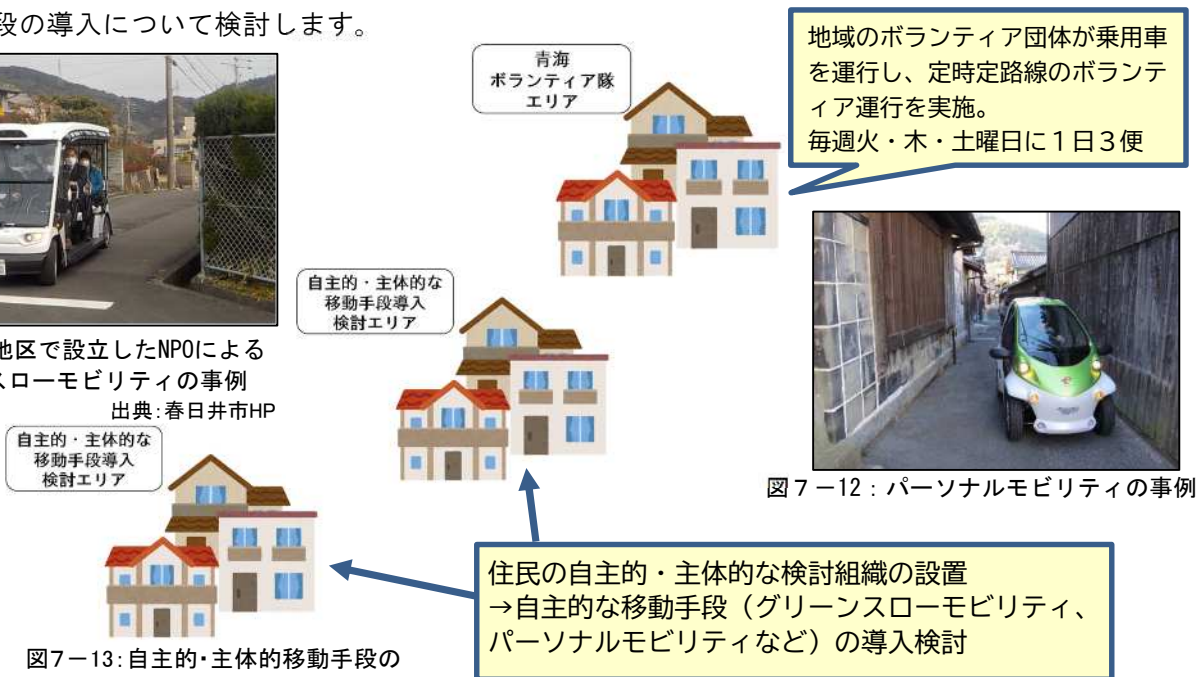 段の導入について検討します。
青海
ボランティア隊
エリア
地域のボランティア団体が乗用車
を運行し、定時定路線のボランテ
ィア運行を実施。
毎週火・木・土曜日に１日３便
自主的・主体的な
移動手段導入
検討エリア
地区で設立したNPOによる
スローモビリティの事例
出典：春日井市HP
自主的・主体的な
移動手段導入
検討エリア
図７－12：パーソナルモビリティの事例
住民の自主的・主体的な検討組織の設置
→自主的な移動手段（グリーンスローモビリティ、
パーソナルモビリティなど）の導入検討
図7－13：自主的・主体的移動手段の